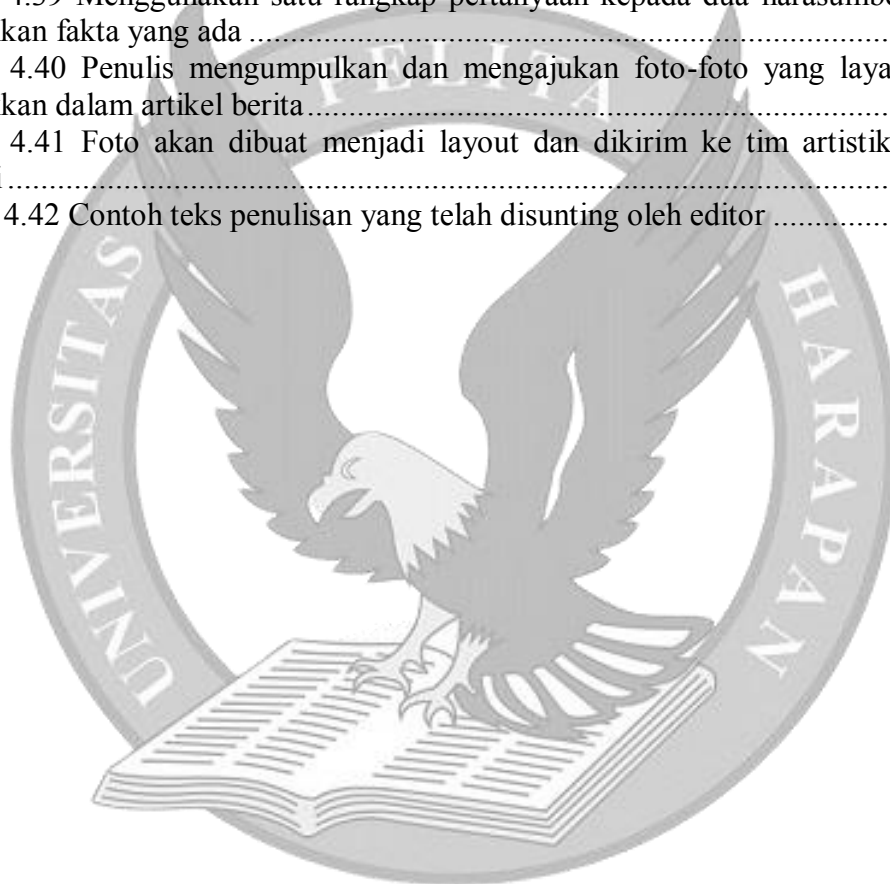 4.39 Menggunakan satu rangkap pertanyaan kepada dua
kan fakta yang ada ........................................................................
4.40 Penulis mengumpulkan dan mengajukan foto-foto yang
kan dalam artikel berita ..................................................................
4.41 Foto akan dibuat menjadi layout dan dikirim ke tim artistik
i ..........................................................................................
4.42 Contoh teks penulisan yang telah disunting oleh editor ..............
UNIVERSITAS PELITA HARAPAN